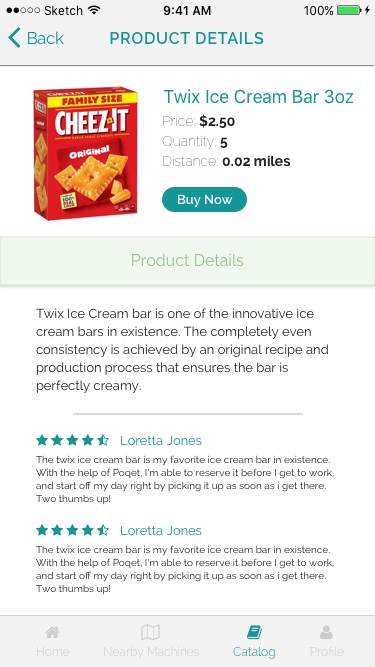 Sketch 9:41 AM 100%
Back PRODUCT DETAILS
FAMILY SIZE
CHEEZ-IT
ORIGINAL
Twix Ice Cream Bar 3oz
Price: $2.50
Quantity: 5
Distance: 0.02 miles
Buy Now
Product Details
Twix Ice Cream bar is one of the innovative ice
cream bars in existence. The completely even
consistency is achieved by an original recipe and
production process that ensures the bar is
perfectly creamy.
Loretta Jones
The twix ice cream bar is my favorite ice cream bar in existence.
With the help of Poqet, I'm able to reserve it before I get to work,
and start off my day right by picking it up as soon as i get there.
Two thumbs up!
Loretta Jones
The twix ice cream bar is my favorite ice cream bar in existence.
With the help of Poqet, I'm able to reserve it before I get to work,
and start off my day right by picking it up as soon as i get there.
Two thumbs up!
Home Nearby Machines Catalog Profile